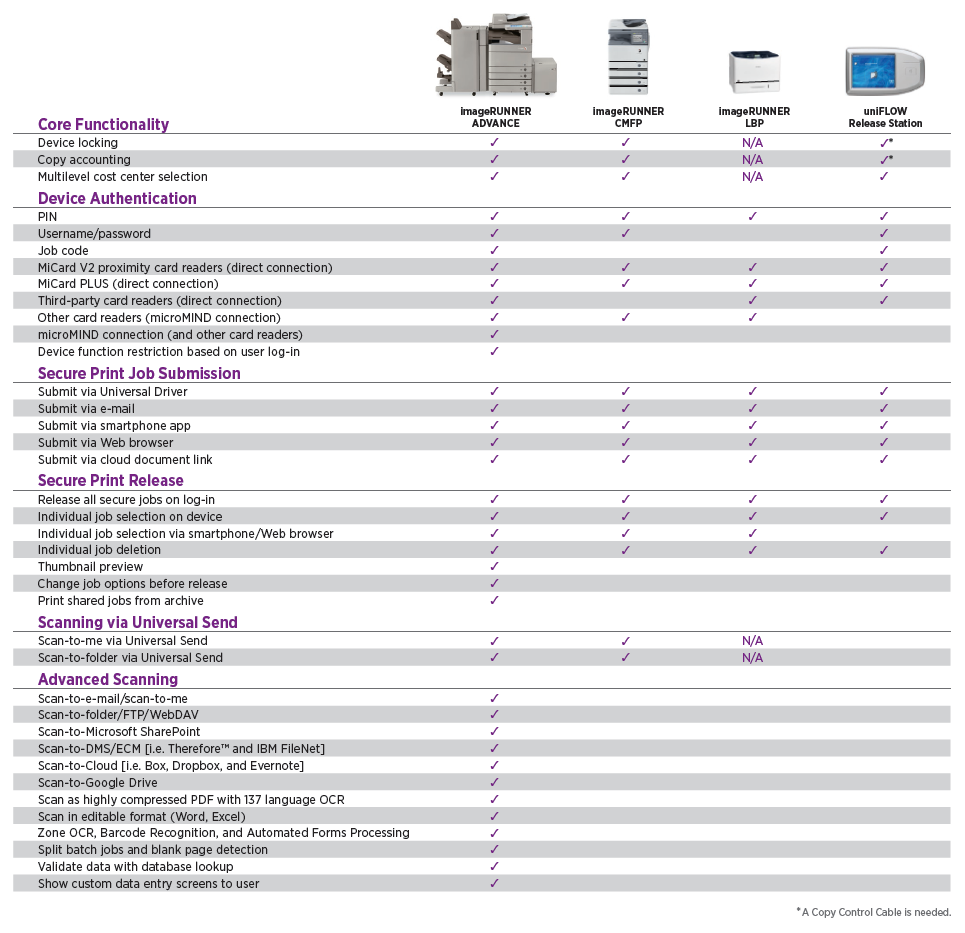 imageRUNNER ADVANCE imageRUNNER CMFP imageRUNNER LBP uniFLOW Release Station
Core Functionality
Device locking ✓ ✓ N/A ✓*
Copy accounting ✓ ✓ N/A ✓*
Multilevel cost center selection ✓ ✓ N/A ✓
Device Authentication
PIN ✓ ✓ ✓ ✓
Username/password ✓ ✓ ✓
Job code ✓ ✓
MiCard V2 proximity card readers (direct connection) ✓ ✓ ✓ ✓
MiCard PLUS (direct connection) ✓ ✓ ✓ ✓
Third-party card readers (direct connection) ✓ ✓ ✓
Other card readers (microMIND connection) ✓ ✓ ✓
microMIND connection (and other card readers) ✓
Device function restriction based on user log-in ✓
Secure Print Job Submission
Submit via Universal Driver ✓ ✓ ✓ ✓
Submit via e-mail ✓ ✓ ✓ ✓
Submit via smartphone app ✓ ✓ ✓ ✓
Submit via Web browser ✓ ✓ ✓ ✓
Submit via cloud document link ✓ ✓ ✓ ✓
Secure Print Release
Release all secure jobs on log-in ✓ ✓ ✓ ✓
Individual job selection on device ✓ ✓ ✓ ✓
Individual job selection via smartphone/Web browser ✓ ✓ ✓
Individual job deletion ✓ ✓ ✓ ✓
Thumbnail preview ✓
Change job options before release ✓
Print shared jobs from archive ✓
Scanning via Universal Send
Scan-to-me via Universal Send ✓ ✓ N/A
Scan-to-folder via Universal Send ✓ ✓ N/A
Advanced Scanning
Scan-to-e-mail/scan-to-me ✓
Scan-to-folder/FTP/WebDAV ✓
Scan-to-Microsoft SharePoint ✓
Scan-to-DMS/ECM [i.e. Therefore™ and IBM FileNet] ✓
Scan-to-Cloud [i.e. Box, Dropbox, and Evernote] ✓
Scan-to-Google Drive ✓
Scan as highly compressed PDF with 137 language OCR ✓
Scan in editable format (Word, Excel) ✓
Zone OCR, Barcode Recognition, and Automated Forms Processing ✓
Split batch jobs and blank page detection ✓
Validate data with database lookup ✓
Show custom data entry screens to user ✓
*A Copy Control Cable is needed.